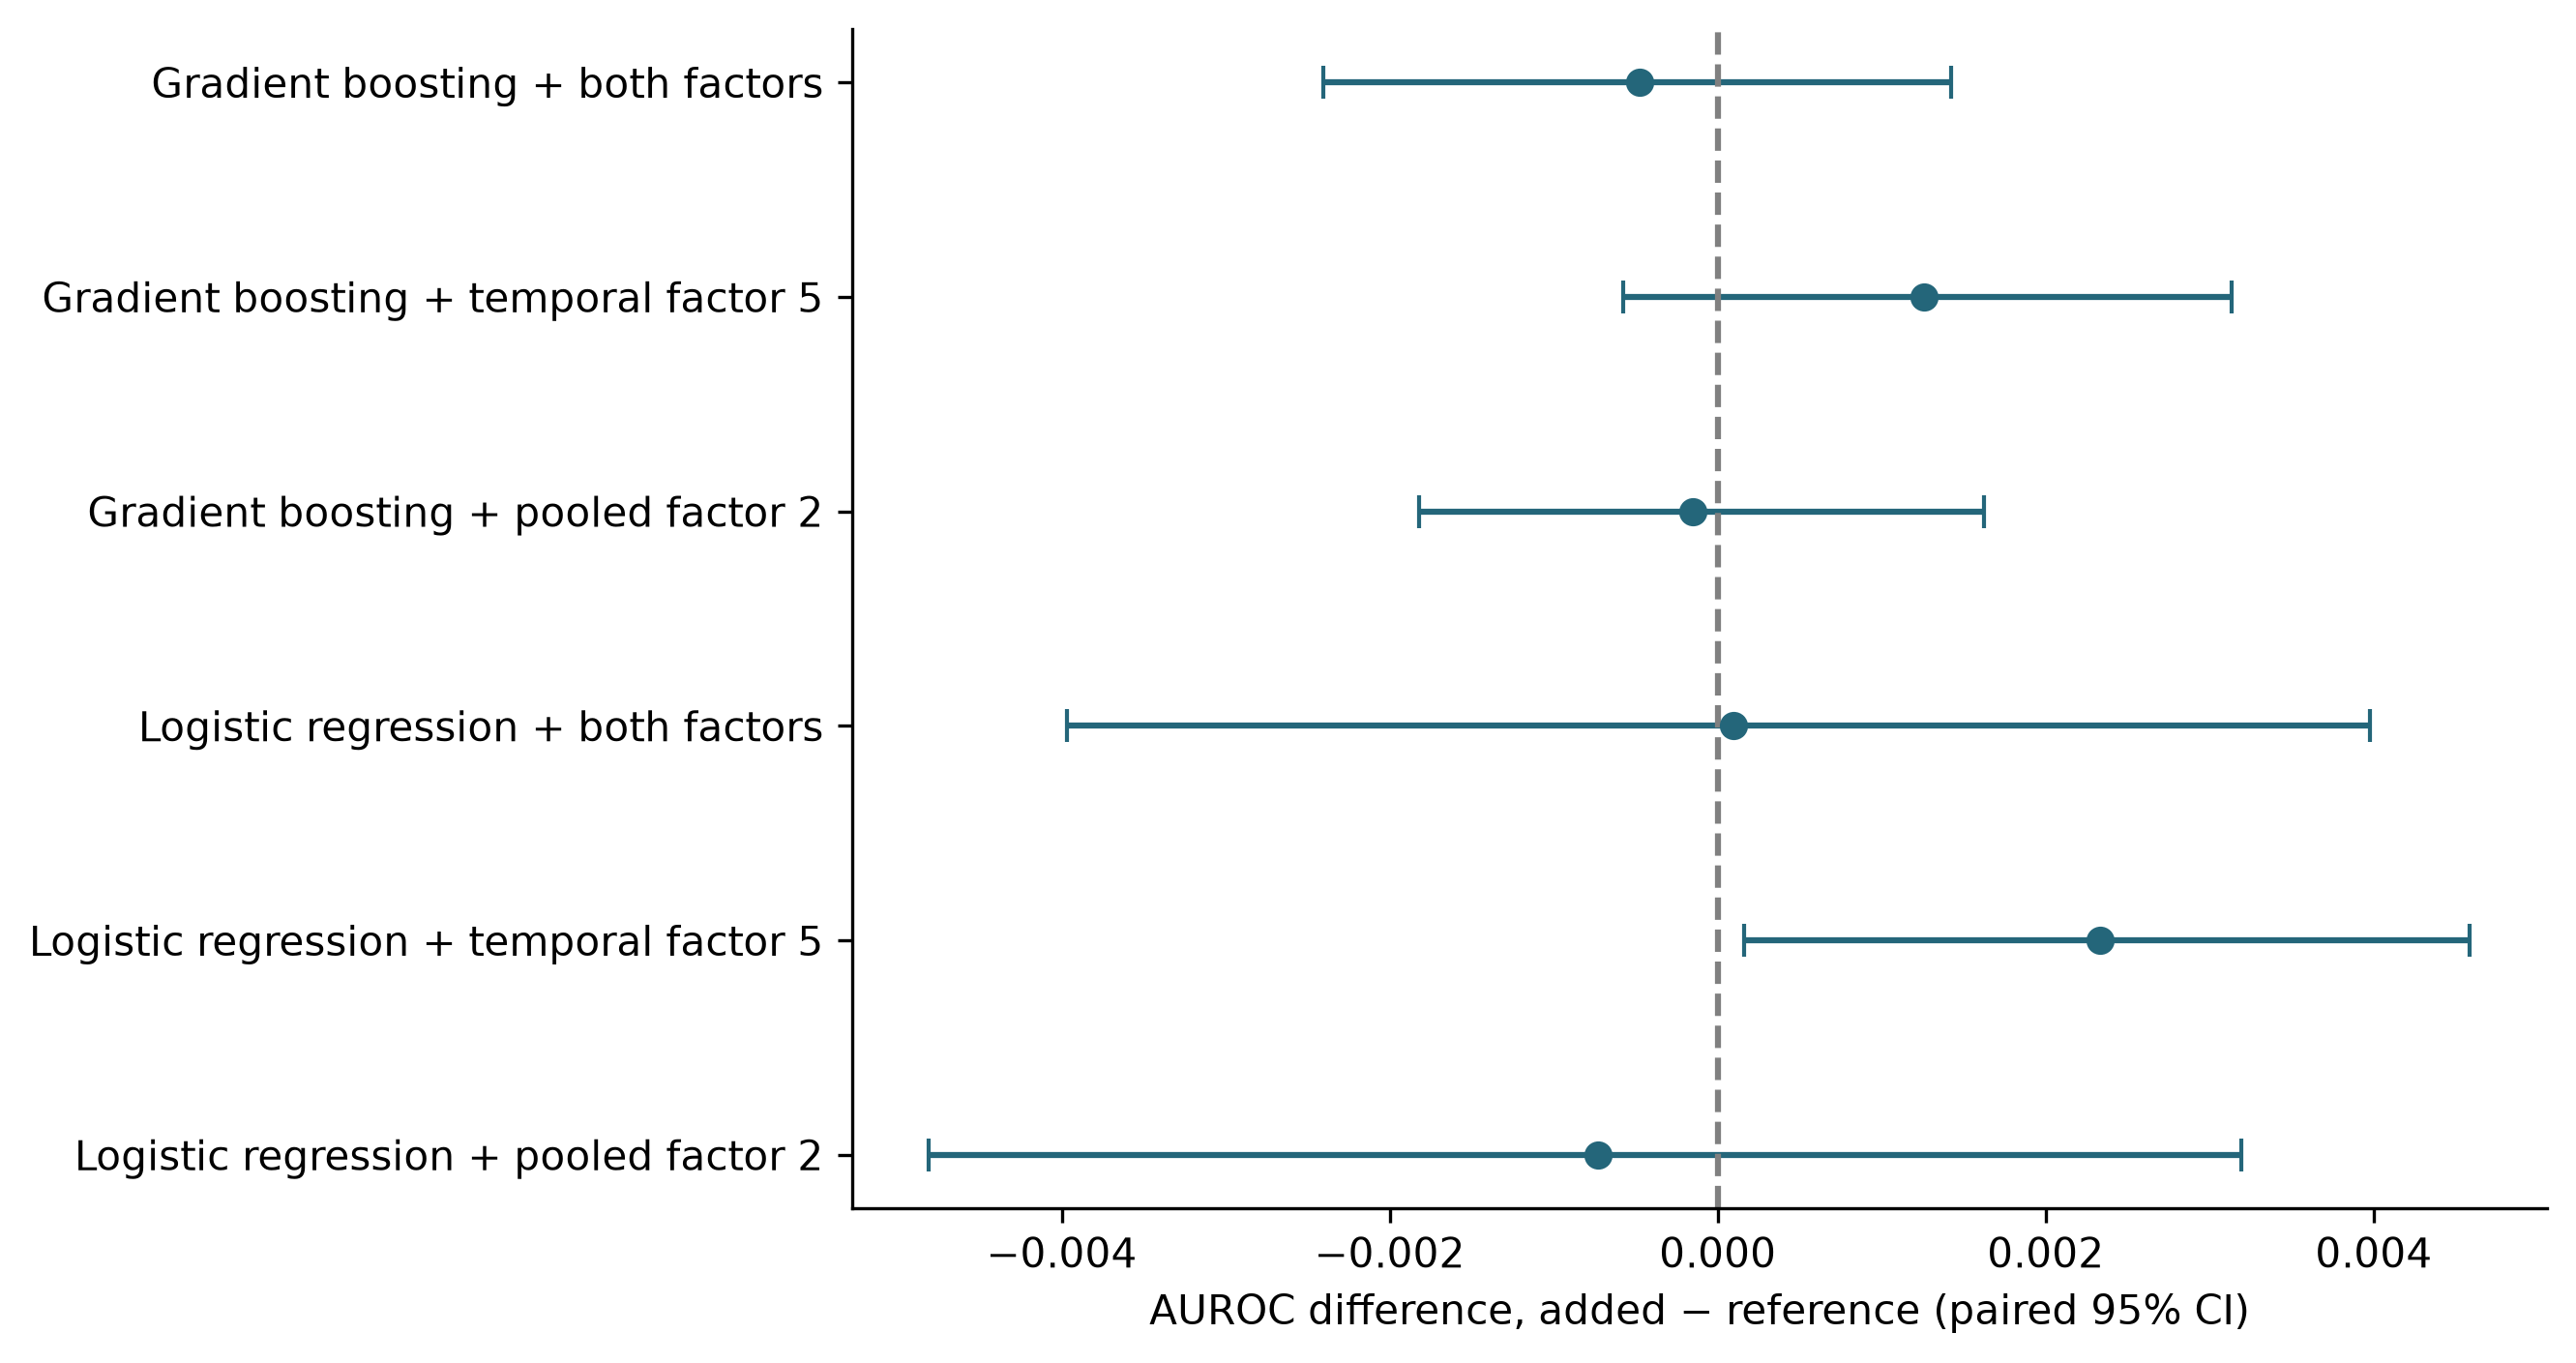 Gradient boosting + both factors
Gradient boosting + temporal factor 5
Gradient boosting + pooled factor 2
Logistic regression + both factors
Logistic regression + temporal factor 5
Logistic regression + pooled factor 2
−0.004 −0.002 0.000 0.002 0.004
AUROC difference, added − reference (paired 95% CI)